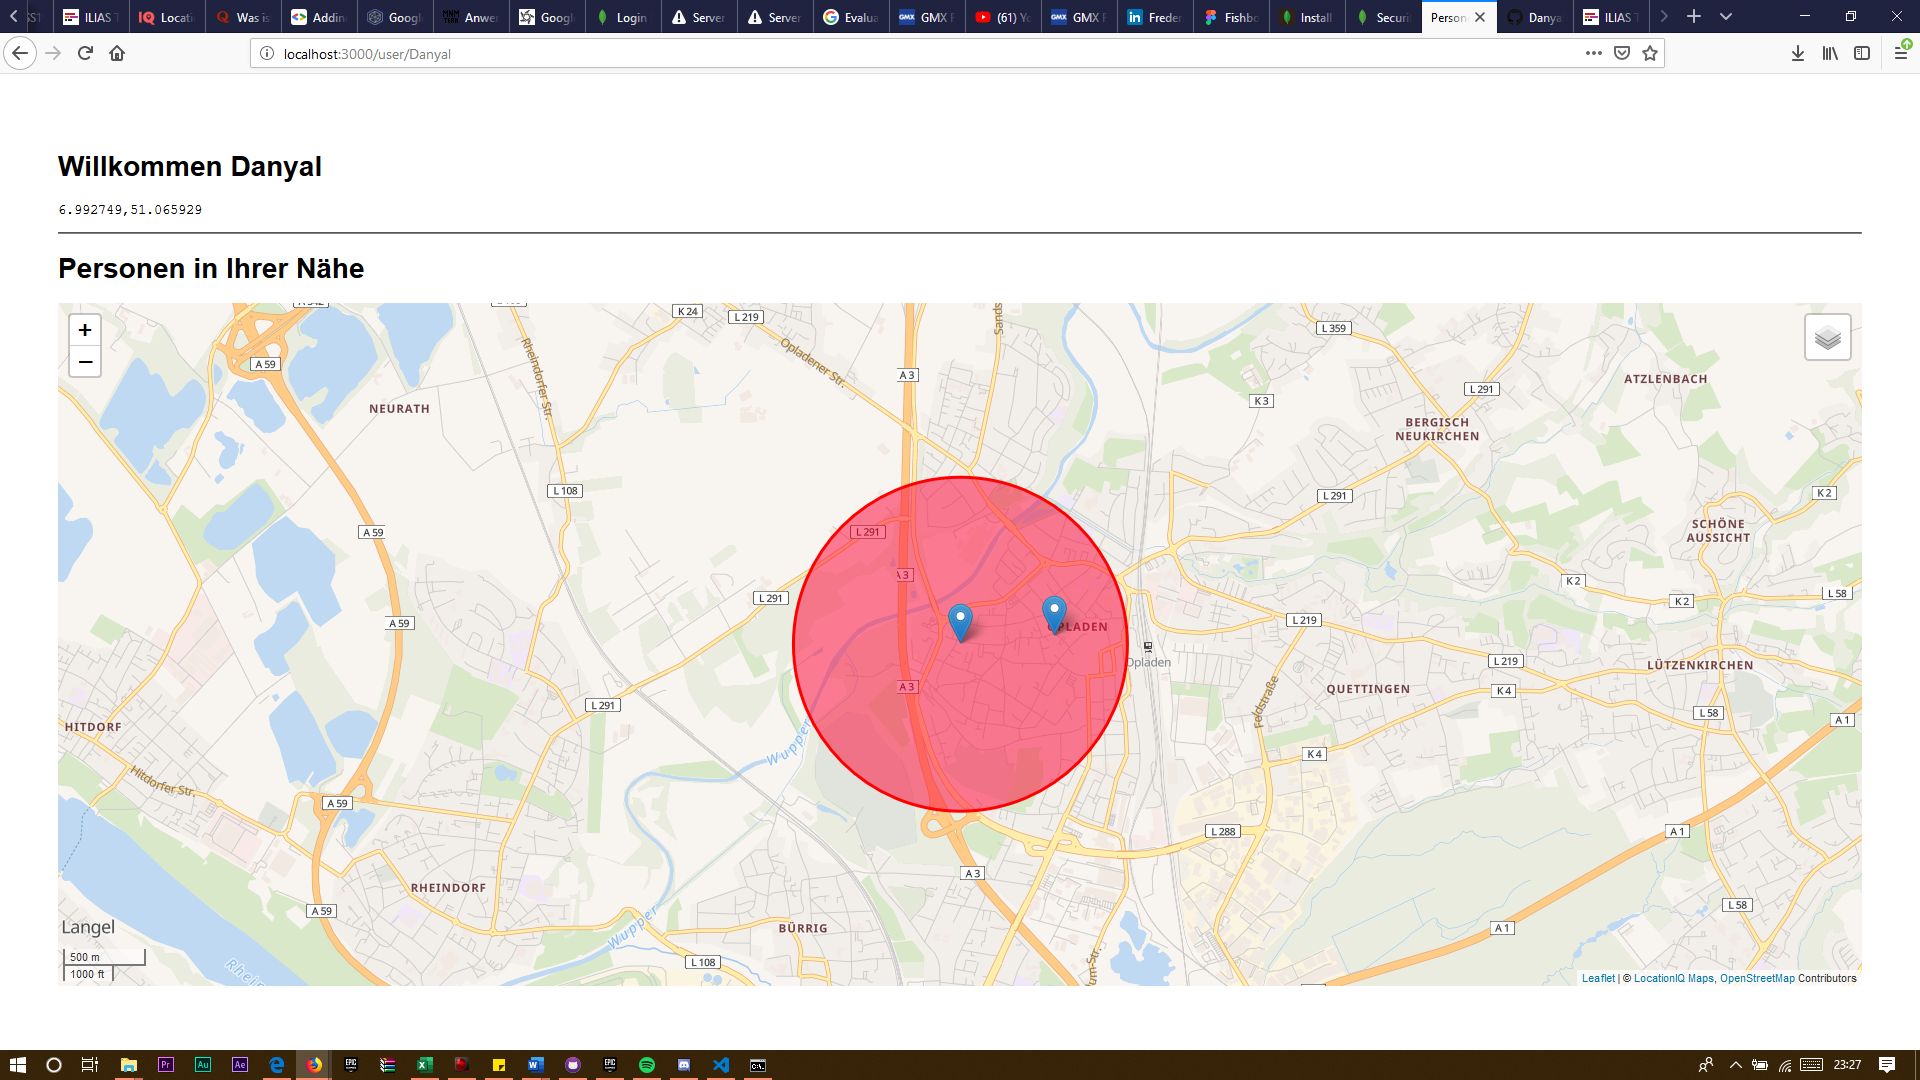 ILIAS T
Locati
Was is
Addin
Googl
Anwer
Googl
Login
Server
Server
Evalua
GMX F
(61) Yo
GMX F
Freder
Fishbo
Install
Securi
Person
Danya
ILIAS T
localhost:3000/user/Danyal
Willkommen Danyal
6.992749,51.065929
Personen in Ihrer Nähe
+
−
K 24
L 219
L 359
A 59
Rheindorfer Str.
Opladener Str.
A 3
Sands
K 3
L 291
ATZLENBACH
NEURATH
BERGISCH
NEUKIRCHEN
L 108
L 291
K 2
A 59
L 291
SCHÖNE
AUSSICHT
A 3
K 2
L 291
K 2
L 58
A 59
L 219
OPLADEN
Opladen
L 219
LÜTZENKIRCHEN
A 3
QUETTINGEN
K 4
L 291
Feldstraße
L 58
A 1
HITDORF
Wupper
K 4
Hitdorfer Str.
A 59
L 288
A 1
A 3
RHEINDORF
A 59
L 58
Wupper
BÜRRIG
A 1
Langel
L 108
Rhein
500 m
1000 ft
Leaflet | © LocationIQ Maps, OpenStreetMap Contributors
23:27